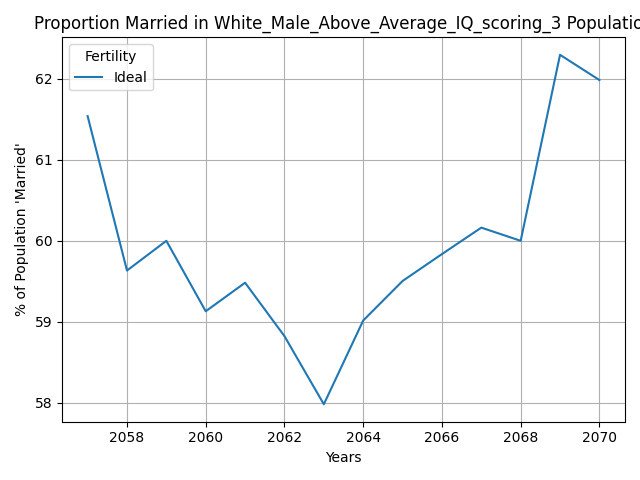 Proportion Married in White_Male_Above_Average_IQ_scoring_3 Populatio
Fertility
Ideal
% of Population 'Married'
62
61
60
59
58
2058 2060 2062 2064 2066 2068 2070
Years